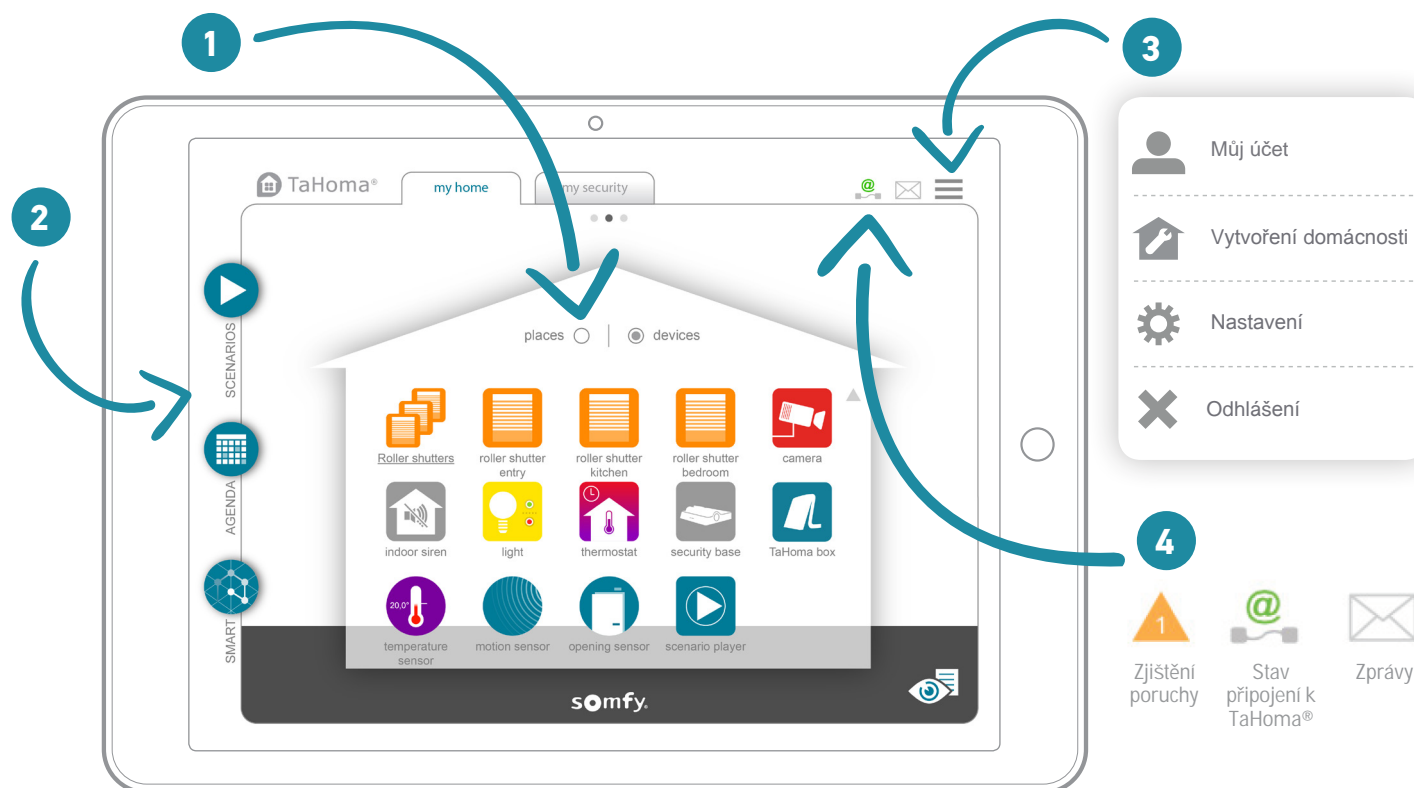 1
3
Můj účet
TaHoma®
my home
my security
@
2
Vytvoření domácnosti
SCENARIOS
places
devices
Nastavení
Odhlášení
Roller shutters
roller shutter
entry
roller shutter
kitchen
roller shutter
bedroom
camera
AGENDA
indoor siren
light
thermostat
security base
TaHoma box
4
SMART
20,0°
temperature
sensor
motion sensor
opening sensor
scenario player
somfy.
1
@
Zjištění
poruchy
Stav
připojení k
TaHoma®
Zprávy